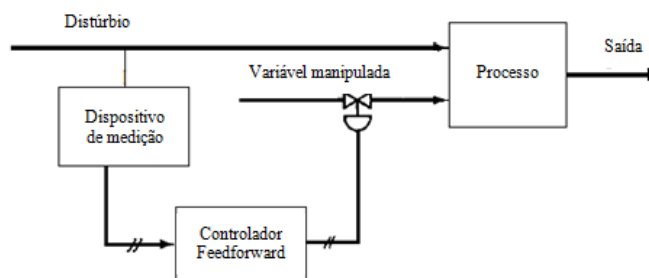 Distúrbio
Saída
Variável manipulada
Processo
Dispositivo
de medição
Controlador
Feedforward